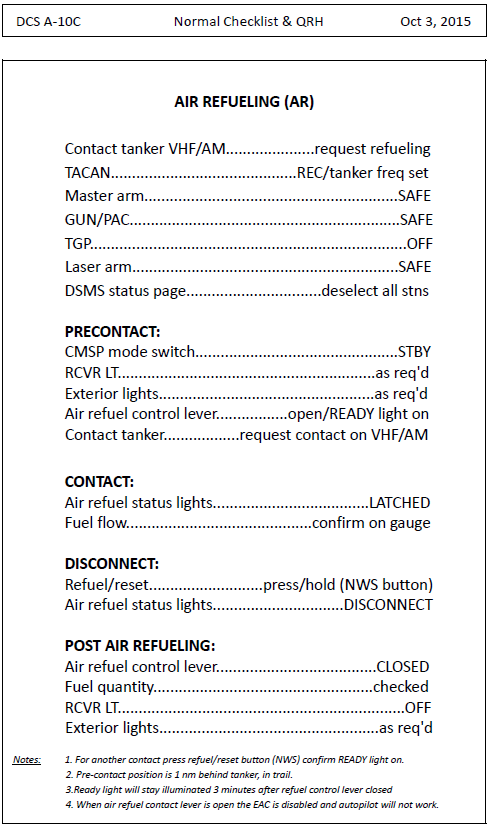 DCS A-10C Normal Checklist & QRH Oct 3, 2015
AIR REFUELING (AR)
Contact tanker VHF/AM....................request refueling
TACAN..........................................REC/tanker freq set
Master arm.........................................................SAFE
GUN/PAC.............................................................SAFE
TGP.......................................................................OFF
Laser arm............................................................SAFE
DSMS status page..............................deselect all stns
PRECONTACT:
CMSP mode switch..............................................STBY
RCVR LT..........................................................as req'd
Exterior lights.................................................as req'd
Air refuel control lever................open/READY light on
Contact tanker.................request contact on VHF/AM
CONTACT:
Air refuel status lights...................................LATCHED
Fuel flow..........................................confirm on gauge
DISCONNECT:
Refuel/reset..........................press/hold (NWS button)
Air refuel status lights.............................DISCONNECT
POST AIR REFUELING:
Air refuel control lever....................................CLOSED
Fuel quantity.................................................checked
RCVR LT.................................................................OFF
Exterior lights.................................................as req'd
Notes: 1. For another contact press refuel/reset button (NWS) confirm READY light on.
2. Pre-contact position is 1 nm behind tanker, in trail.
3.Ready light will stay illuminated 3 minutes after refuel control lever closed
4. When air refuel contact lever is open the EAC is disabled and autopilot will not work.